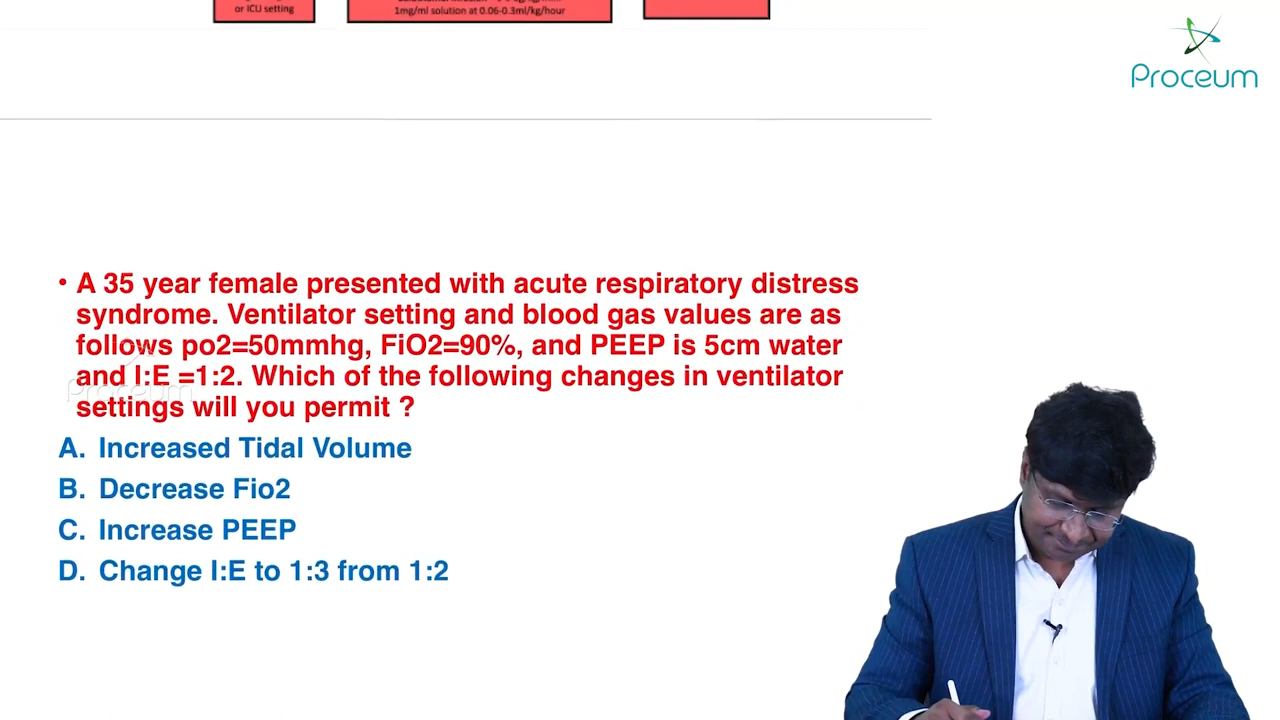 or ICU setting
1mg/ml solution at 0.06-0.3ml/kg/hour
Proceum
• A 35 year female presented with acute respiratory distress
syndrome. Ventilator setting and blood gas values are as
follows po2=50mmhg, FiO2=90%, and PEEP is 5cm water
and I:E =1:2. Which of the following changes in ventilator
Proceum
settings will you permit ?
A. Increased Tidal Volume
B. Decrease Fio2
C. Increase PEEP
D. Change I:E to 1:3 from 1:2